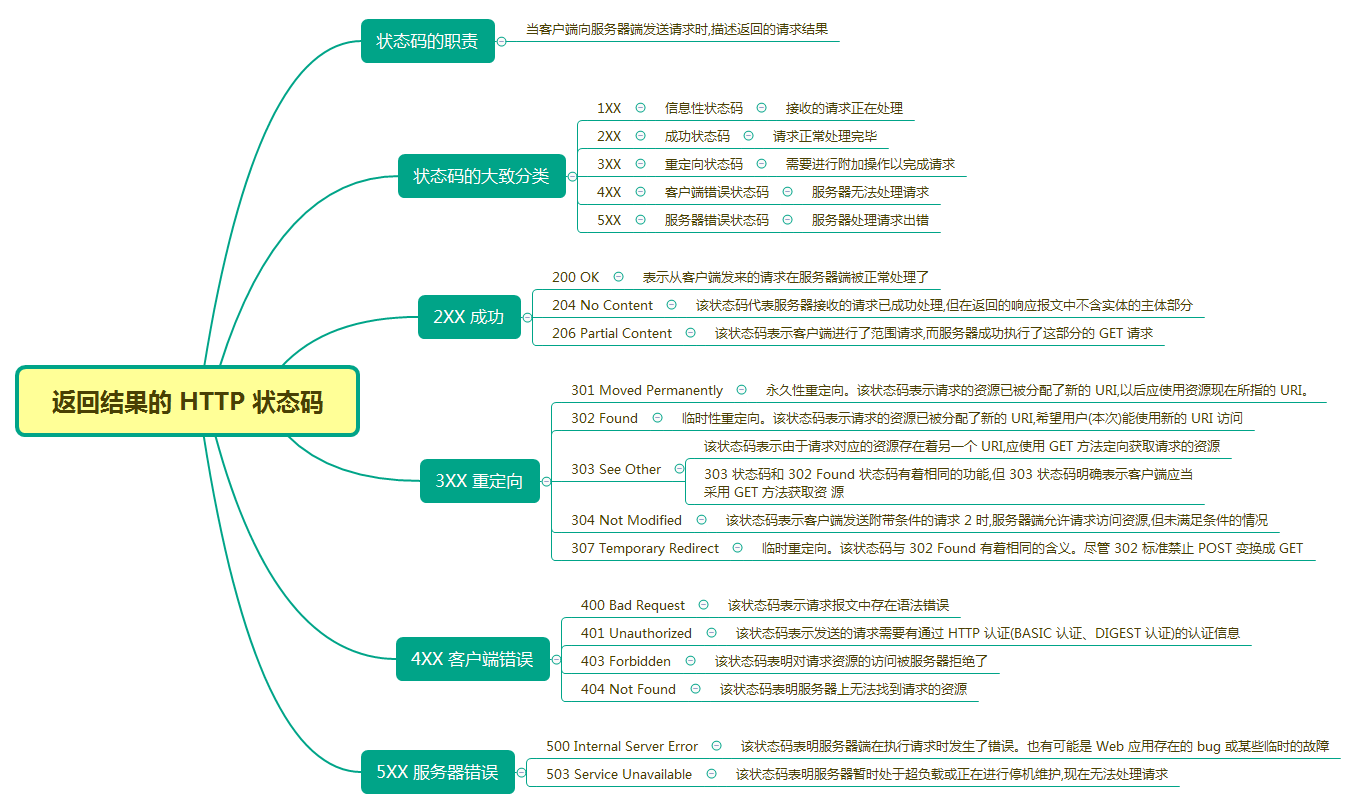 返回结果的 HTTP 状态码
状态码的职责
当客户端向服务器端发送请求时,描述返回的请求结果
状态码的大致分类
1XX 信息性状态码 接收的请求正在处理
2XX 成功状态码 请求正常处理完毕
3XX 重定向状态码 需要进行附加操作以完成请求
4XX 客户端错误状态码 服务器无法处理请求
5XX 服务器错误状态码 服务器处理请求出错
2XX 成功
200 OK 表示从客户端发来的请求在服务器端被正常处理了
204 No Content 该状态码代表服务器接收的请求已成功处理,但在返回的响应报文中不含实体的主体部分
206 Partial Content 该状态码表示客户端进行了范围请求,而服务器成功执行了这部分的 GET 请求
3XX 重定向
301 Moved Permanently 永久性重定向。该状态码表示请求的资源已被分配了新的 URI,以后应使用资源现在所指的 URI。
302 Found 临时性重定向。该状态码表示请求的资源已被分配了新的 URI,希望用户(本次)能使用新的 URI 访问
303 See Other
该状态码表示由于请求对应的资源存在着另一个 URI,应使用 GET 方法定向获取请求的资源
303 状态码和 302 Found 状态码有着相同的功能,但 303 状态码明确表示客户端应当
采用 GET 方法获取资 源
304 Not Modified 该状态码表示客户端发送附带条件的请求 2 时,服务器端允许请求访问资源,但未满足条件的情况
307 Temporary Redirect 临时重定向。该状态码与 302 Found 有着相同的含义。尽管 302 标准禁止 POST 变换成 GET
4XX 客户端错误
400 Bad Request 该状态码表示请求报文中存在语法错误
401 Unauthorized 该状态码表示发送的请求需要有通过 HTTP 认证(BASIC 认证、DIGEST 认证)的认证信息
403 Forbidden 该状态码表明对请求资源的访问被服务器拒绝了
404 Not Found 该状态码表明服务器上无法找到请求的资源
5XX 服务器错误
500 Internal Server Error 该状态码表明服务器端在执行请求时发生了错误。也有可能是 Web 应用存在的 bug 或某些临时的故障
503 Service Unavailable 该状态码表明服务器暂时处于超负载或正在进行停机维护,现在无法处理请求